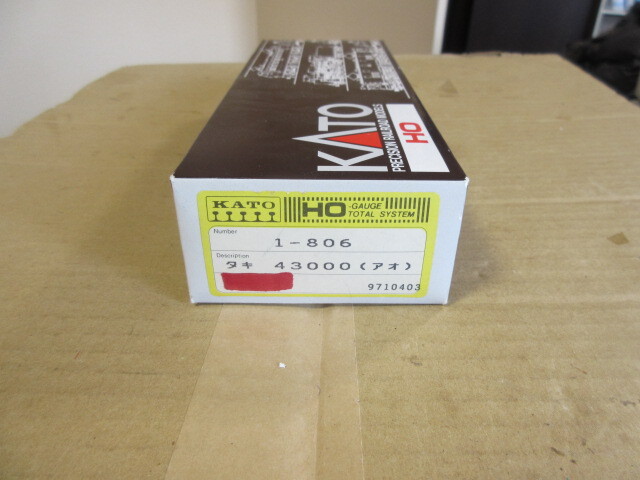 KATO
PRECISION RAILROAD MODELS
HO
KATO
HO -GAUGE
TOTAL SYSTEM
Number
1-806
Description
タキ 43000(アオ)
9710403